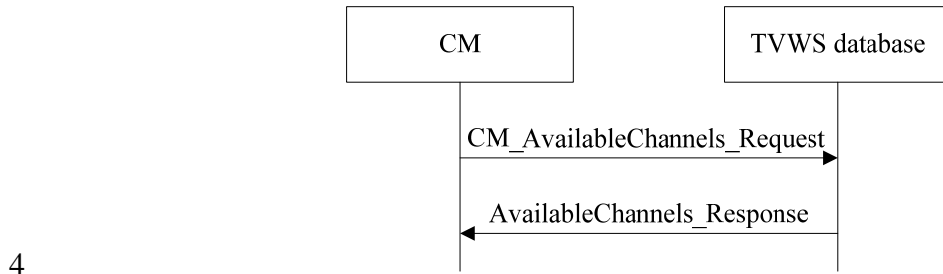 CM
TVWS database
CM_AvailableChannels_Request
AvailableChannels_Response
4